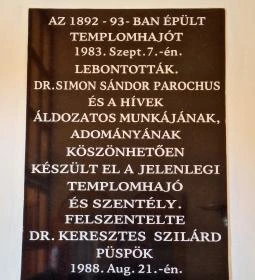 AZ 1892 - 93- BAN ÉPÜLT
TEMPLOMHAJÓT
1983. Szept. 7.-én.
LEBONTOTTÁK.
DR. SIMON SÁNDOR PAROCHUS
ÉS A HÍVEK
ÁLDOZATOS MUNKÁJÁNAK,
ADOMÁNYÁNAK
KÖSZÖNHETŐEN
KÉSZÜLT EL A JELENLEGI
TEMPLOMHAJÓ
ÉS SZENTÉLY.
FELSZENTELTE
DR. KERESZTES SZILÁRD
PÜSPÖK
1988. Aug. 21.-én.